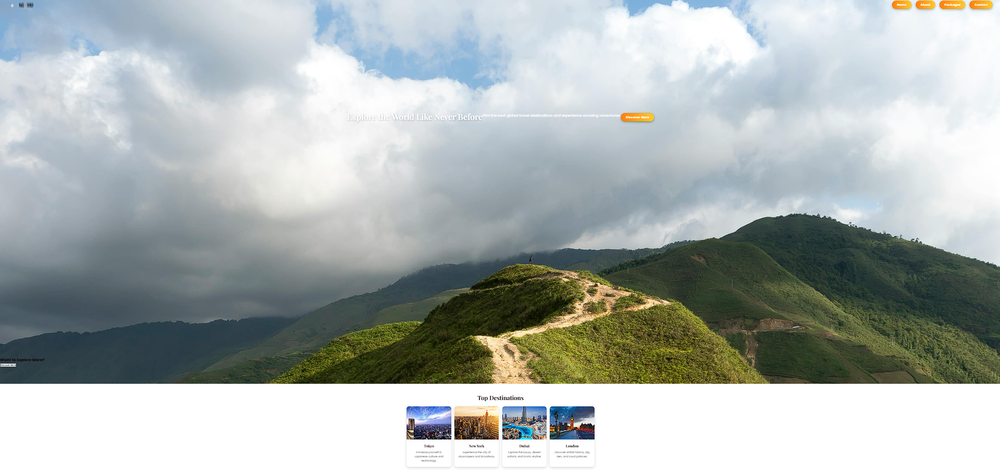 Home About Packages Contact
Explore the World Like Never Before
Find the best global travel destinations and experience amazing adventures.
Discover More
Want to Explore More?
Discover More
Top Destinations
Tokyo
Immerse yourself in
Japanese culture and
technology.
New York
Experience the city of
skyscrapers and Broadway.
Dubai
Explore the luxury, desert
safaris, and iconic skyline.
London
Discover British history, Big
Ben, and royal palaces.